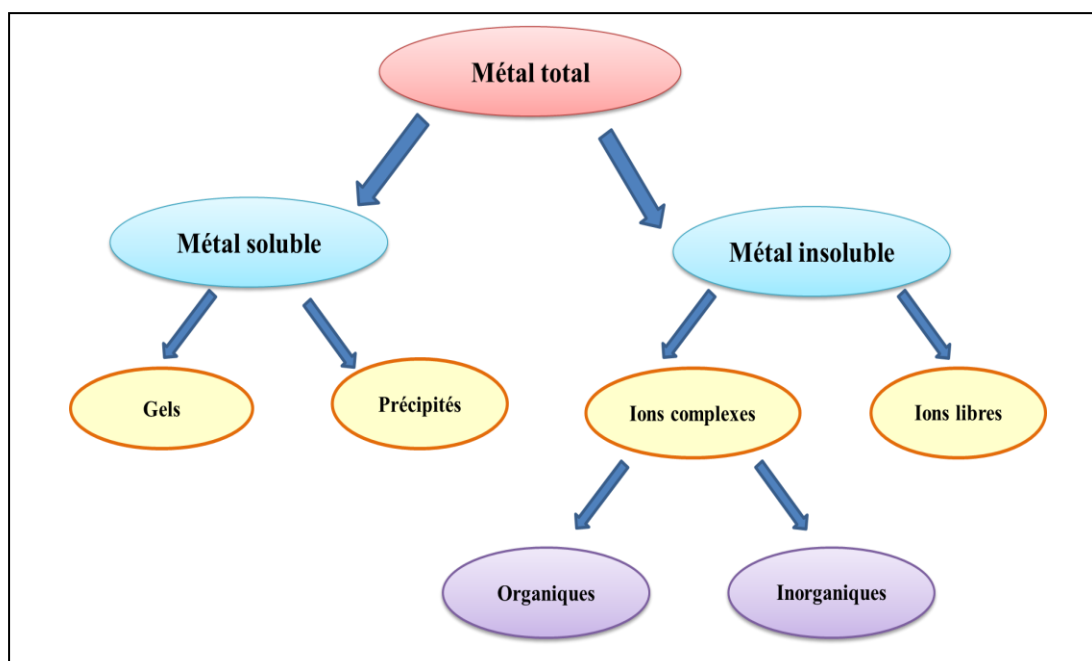 Métal total
Métal soluble
Métal insoluble
Gels
Précipités
Ions complexes
Ions libres
Organiques
Inorganiques